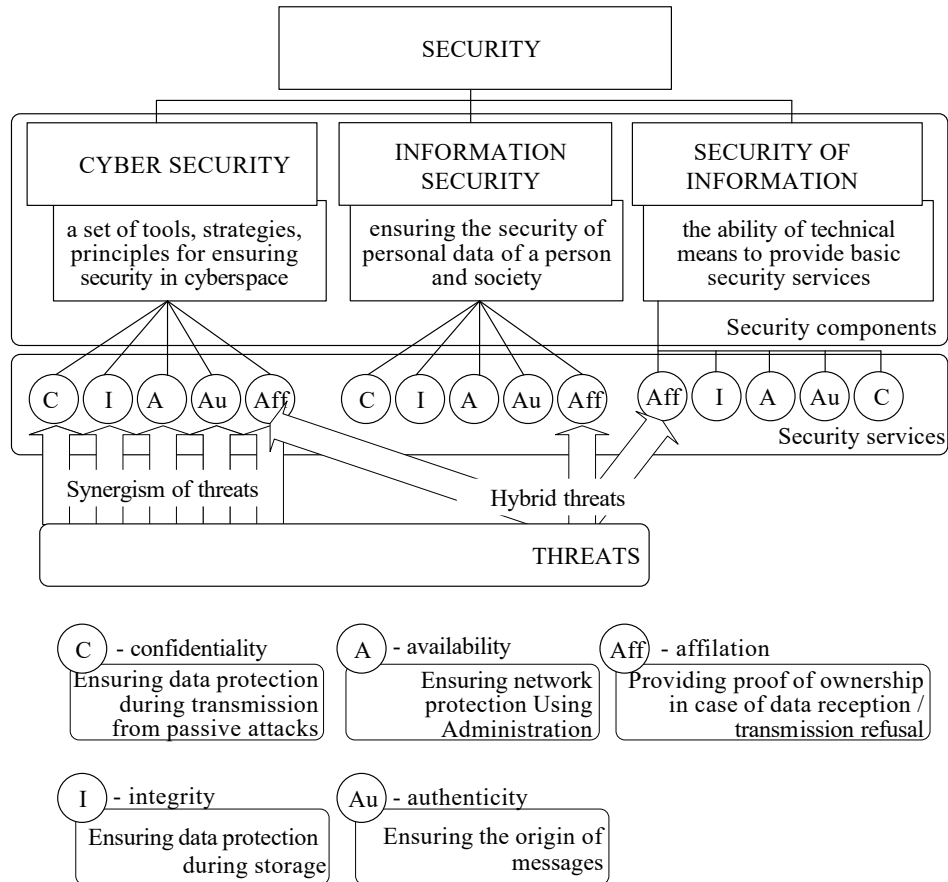 SECURITY
CYBER SECURITY
INFORMATION
SECURITY
SECURITY OF
INFORMATION
a set of tools, strategies,
principles for ensuring
security in cyberspace
ensuring the security of
personal data of a person
and society
the ability of technical
means to provide basic
security services
Security components
C I A Au Aff
C I A Au Aff
Aff I A Au C
Security services
Synergism of threats
Hybrid threats
THREATS
C - confidentiality
Ensuring data protection
during transmission
from passive attacks
A - availability
Ensuring network
protection Using
Administration
Aff - affilation
Providing proof of ownership
in case of data reception /
transmission refusal
I - integrity
Ensuring data protection
during storage
Au - authenticity
Ensuring the origin of
messages